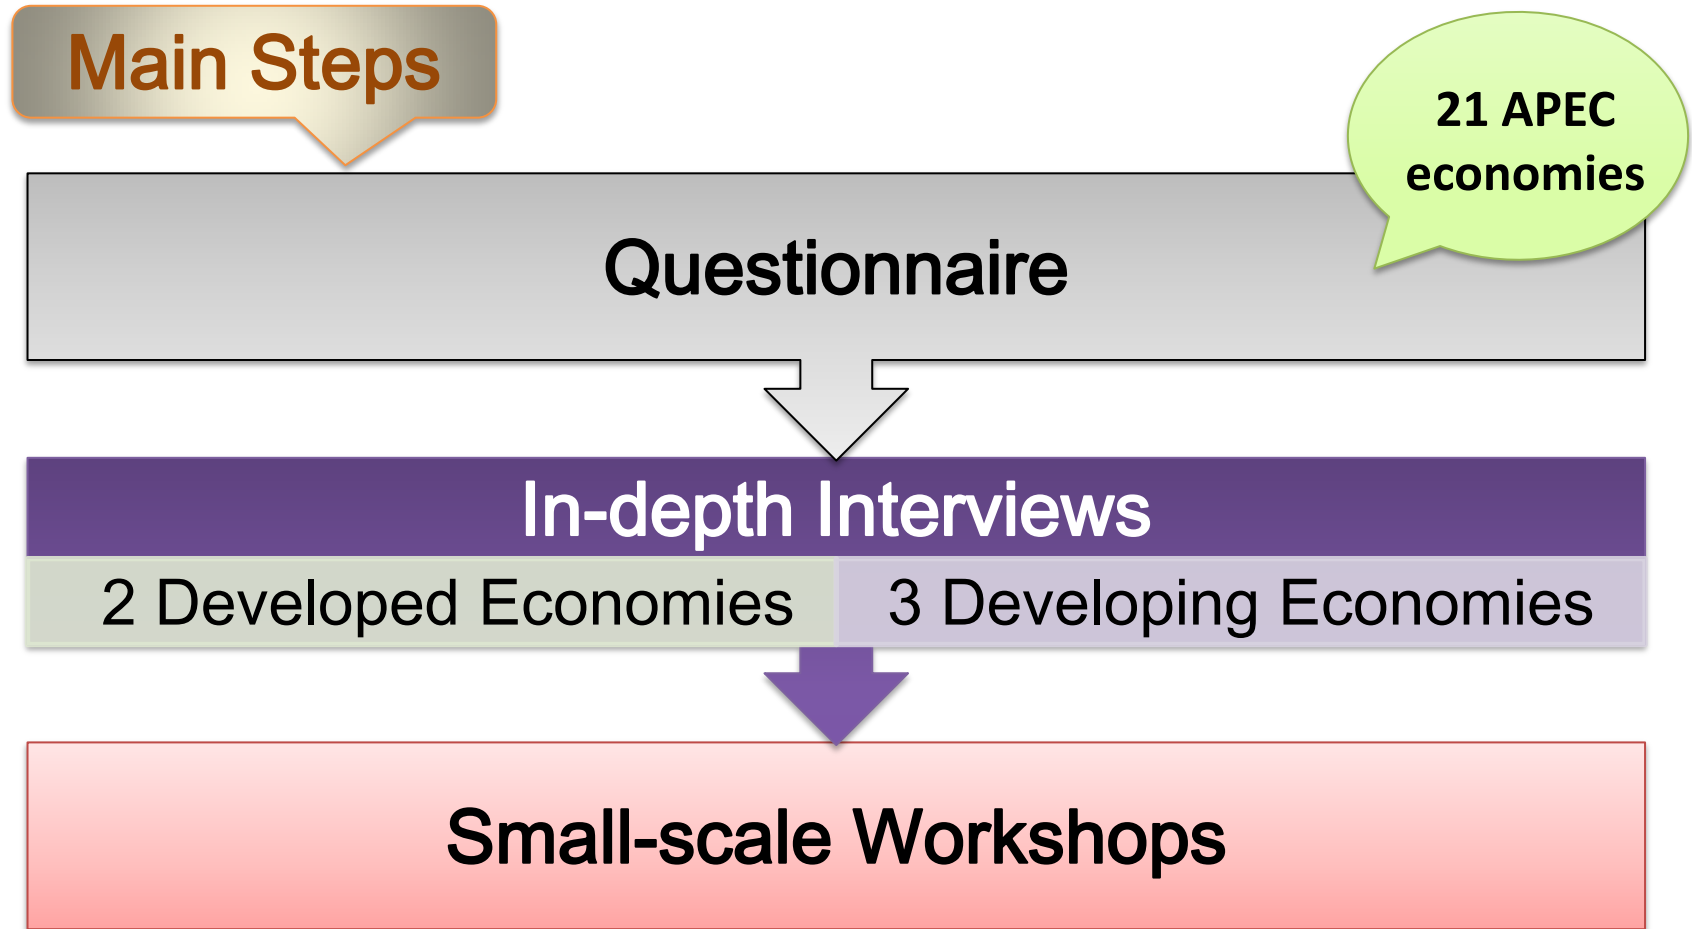 Main Steps
21 APEC
economies
Questionnaire
In-depth Interviews
2 Developed Economies
3 Developing Economies
Small-scale Workshops